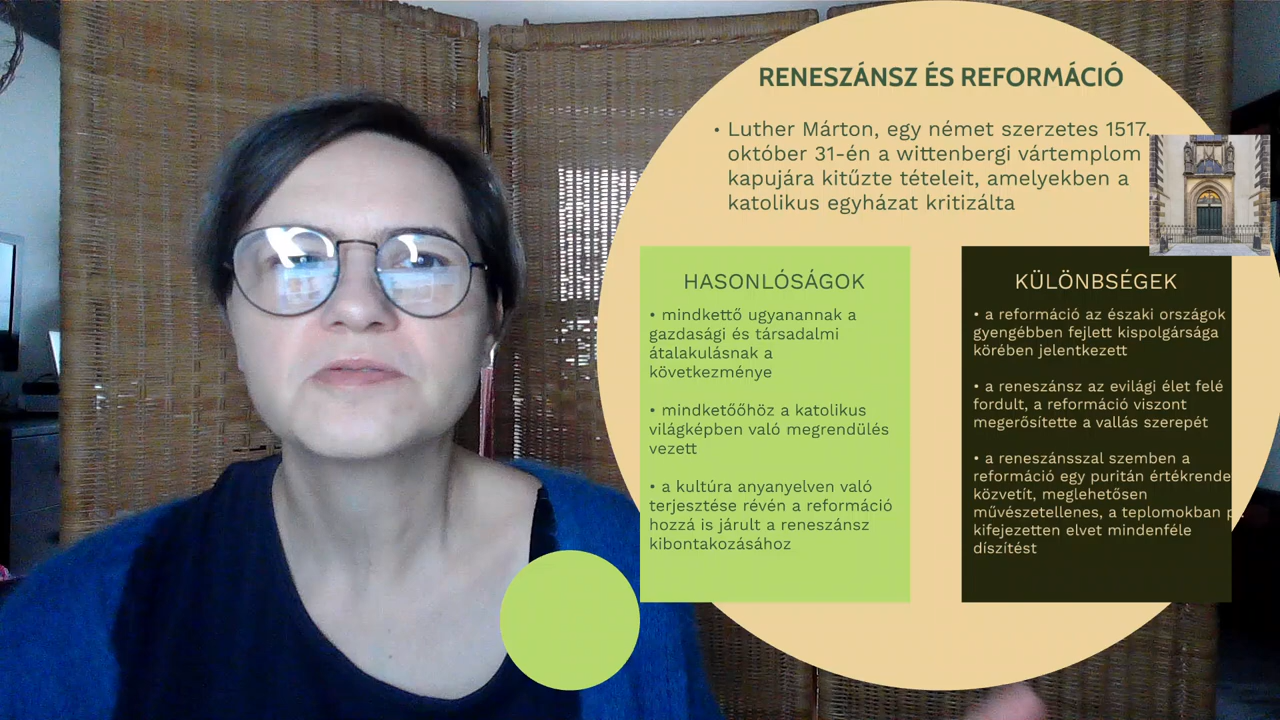 RENESZÁNSZ ÉS REFORMÁCIÓ
• Luther Márton, egy német szerzetes 1517.
október 31-én a wittenbergi vártemplom
kapujára kitűzte tételeit, amelyekben a
katolikus egyházat kritizálta
HASONLÓSÁGOK
• mindkettő ugyanannak a
gazdasági és társadalmi
átalakulásnak a
következménye
• mindketőőhöz a katolikus
világképben való megrendülés
vezett
• a kultúra anyanyelven való
terjesztése révén a reformáció
hozzá is járult a reneszánsz
kibontakozásához
KÜLÖNBSÉGEK
• a reformáció az északi országok
gyengébben fejlett kispolgársága
körében jelentkezett
• a reneszánsz az evilági élet felé
fordult, a reformáció viszont
megerősítette a vallás szerepét
• a reneszánsszal szemben a
reformáció egy puritán értékrende
közvetít, meglehetősen
művészetellenes, a teplomokban
kifejezetten elvet mindenféle
díszítést